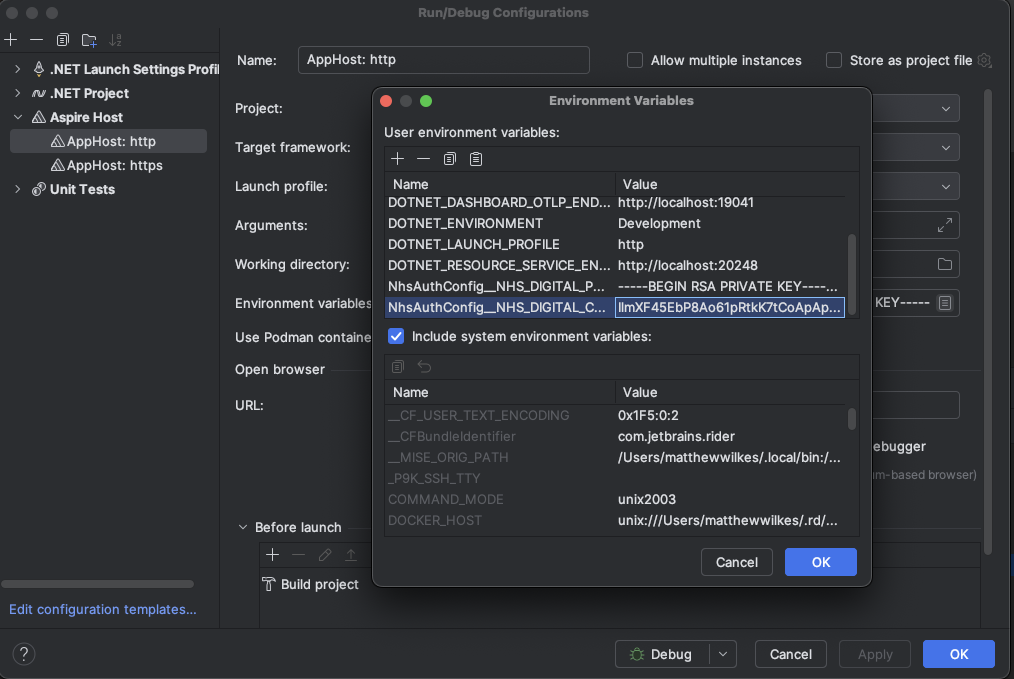 Run/Debug Configurations
.NET Launch Settings Profil
.NET Project
Aspire Host
AppHost: http
AppHost: https
Unit Tests
Edit configuration templates...
Name:
AppHost: http
Allow multiple instances
Store as project file
Project:
Target framework:
Launch profile:
Arguments:
Working directory:
Environment variables
KEY-----
Use Podman containe
Open browser
URL:
ebugger
m-based browser)
Before launch
Build project
Environment Variables
User environment variables:
Name Value
DOTNET_DASHBOARD_OTLP_END... http://localhost:19041
DOTNET_ENVIRONMENT Development
DOTNET_LAUNCH_PROFILE http
DOTNET_RESOURCE_SERVICE_EN... http://localhost:20248
NhsAuthConfig__NHS_DIGITAL_P... -----BEGIN RSA PRIVATE KEY----...
NhsAuthConfig__NHS_DIGITAL_C... IlmXF45EbP8Ao61pRtkK7tCoApAp...
Include system environment variables:
Name Value
__CF_USER_TEXT_ENCODING 0x1F5:0:2
__CFBundleIdentifier com.jetbrains.rider
__MISE_ORIG_PATH /Users/matthewwilkes/.local/bin:/...
_P9K_SSH_TTY
COMMAND_MODE unix2003
DOCKER_HOST unix:///Users/matthewwilkes/.rd/...
Cancel
OK
?
Debug
Cancel
Apply
OK